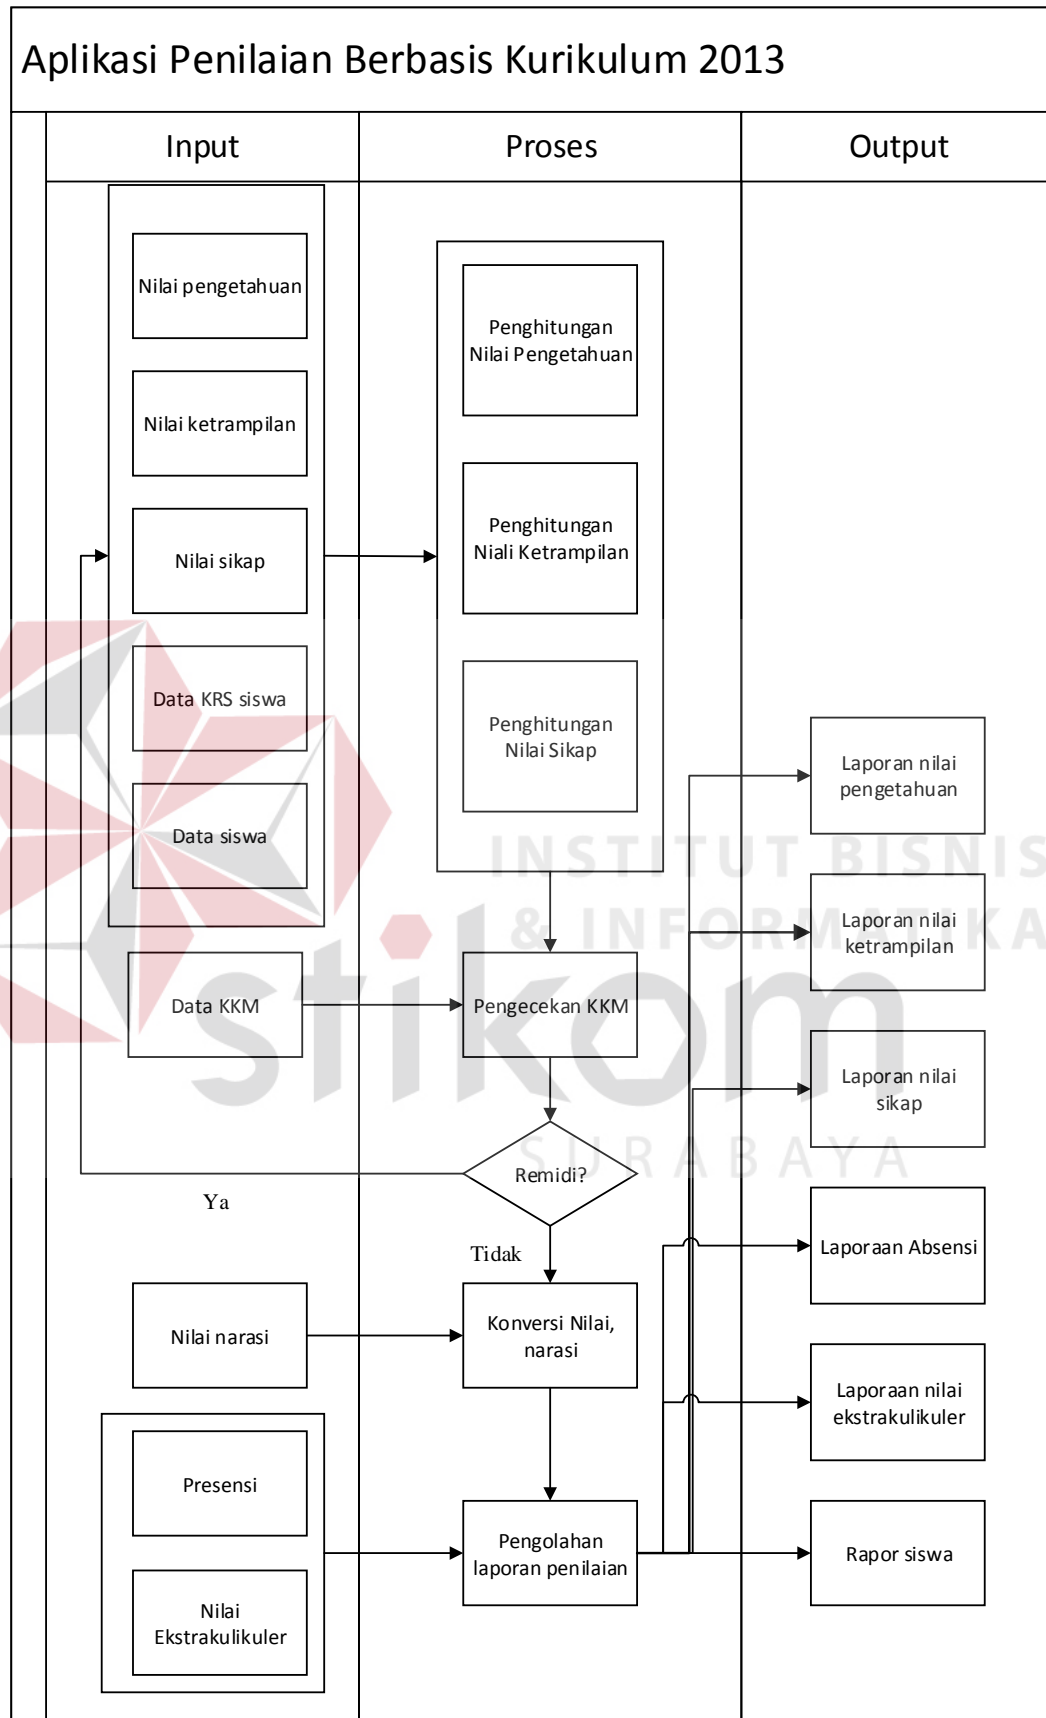 Aplikasi Penilaian Berbasis Kurikulum 2013
Input
Proses
Output
Nilai pengetahuan
Nilai ketrampilan
Nilai sikap
Data KRS siswa
Data siswa
Data KKM
Ya
Nilai narasi
Presensi
Nilai
Ekstrakulikuler
Penghitungan
Nilai Pengetahuan
Penghitungan
Niali Ketrampilan
Penghitungan
Nilai Sikap
Pengecekan KKM
Remidi?
Tidak
Konversi Nilai,
narasi
Pengolahan
laporan penilaian
Laporan nilai
pengetahuan
Laporan nilai
ketrampilan
Laporan nilai
sikap
Laporaan Absensi
Laporaan nilai
ekstrakulikuler
Rapor siswa
INSTITUT BISNIS
& INFORMATIKA
stikom
SURABAYA